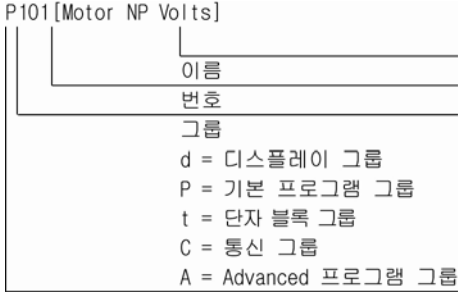 P101[Motor NP Volts]
이름
번호
그룹
d = 디스플레이 그룹
P = 기본 프로그램 그룹
t = 단자 블록 그룹
C = 통신 그룹
A = Advanced 프로그램 그룹